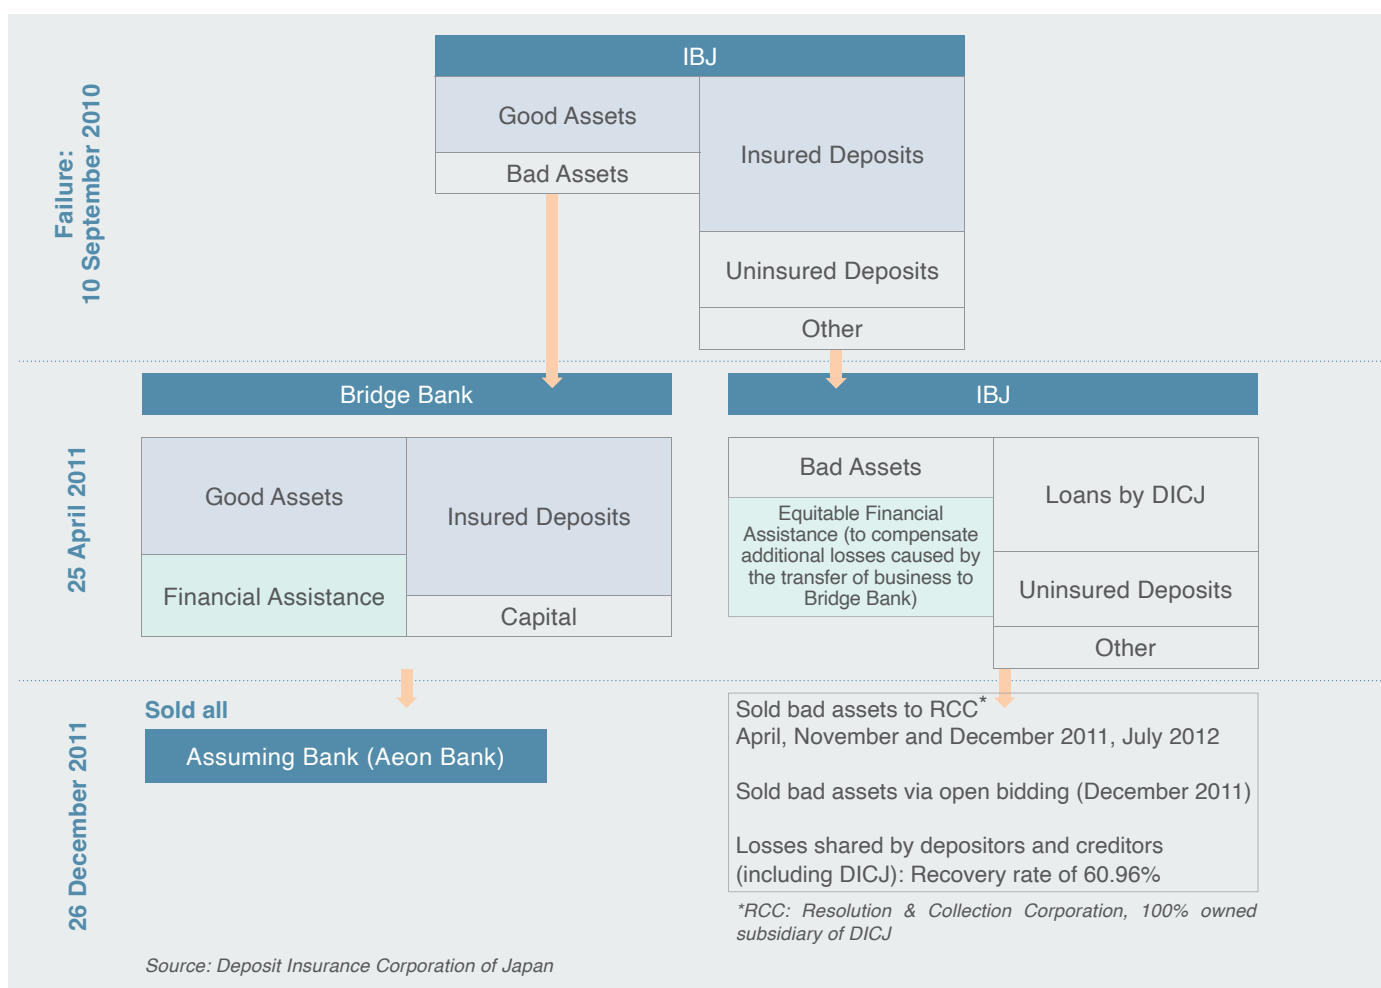 Failure:
10 September 2010
IBJ
Good Assets
Bad Assets
Insured Deposits
Uninsured Deposits
Other
25 April 2011
Bridge Bank
Good Assets
Financial Assistance
Insured Deposits
Capital
IBJ
Bad Assets
Equitable Financial
Assistance (to compensate
additional losses caused by
the transfer of business to
Bridge Bank)
Loans by DICJ
Uninsured Deposits
Other
26 December 2011
Sold all
Assuming Bank (Aeon Bank)
Sold bad assets to RCC*
April, November and December 2011, July 2012
Sold bad assets via open bidding (December 2011)
Losses shared by depositors and creditors
(including DICJ): Recovery rate of 60.96%
*RCC: Resolution & Collection Corporation, 100% owned
subsidiary of DICJ
Source: Deposit Insurance Corporation of Japan